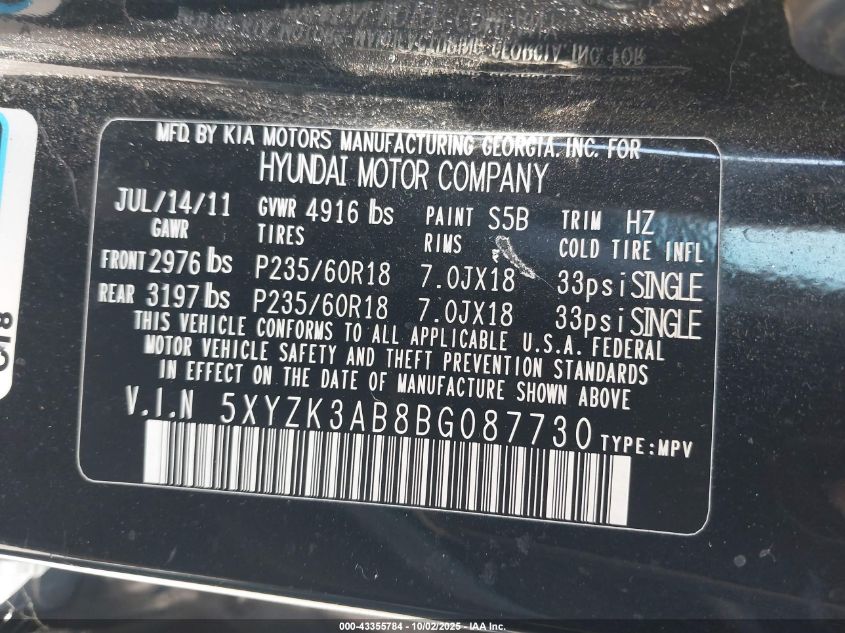 MFD. BY KIA MOTORS MANUFACTURING GEORGIA. INC. FOR
HYUNDAI MOTOR COMPANY
JUL/14/11 GVWR 4916 lbs PAINT S5B TRIM HZ
GAWR TIRES RIMS COLD TIRE INFL
FRONT 2976 lbs P235/60R18 7.0JX18 33psi SINGLE
REAR 3197 lbs P235/60R18 7.0JX18 33psi SINGLE
THIS VEHICLE CONFORMS TO ALL APPLICABLE U.S.A. FEDERAL
MOTOR VEHICLE SAFETY AND THEFT PREVENTION STANDARDS
IN EFFECT ON THE DATE OF MANUFACTURE SHOWN ABOVE
V.I.N 5XYZK3AB8BG087730 TYPE:MPV
000-43355784 - 10/02/2025 - IAA Inc.